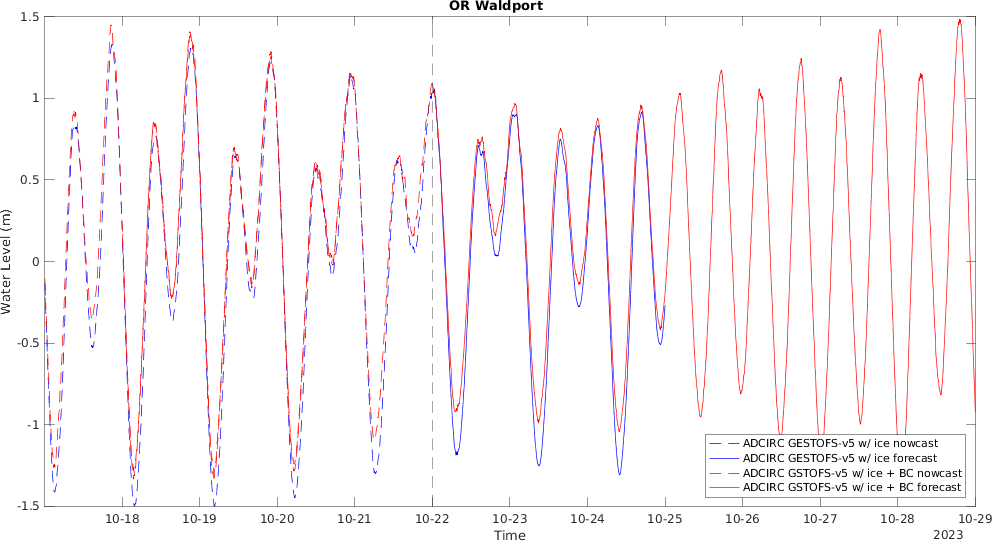 OR Waldport
1.5
1
0.5
0
-0.5
-1
-1.5
Water Level (m)
10-18
10-19
10-20
10-21
10-22
10-23
10-24
10-25
10-26
10-27
10-28
10-29
Time
2023
ADCIRC GESTOFS-v5 w/ ice nowcast
ADCIRC GESTOFS-v5 w/ ice forecast
ADCIRC GSTOFS-v5 w/ ice + BC nowcast
ADCIRC GSTOFS-v5 w/ ice + BC forecast